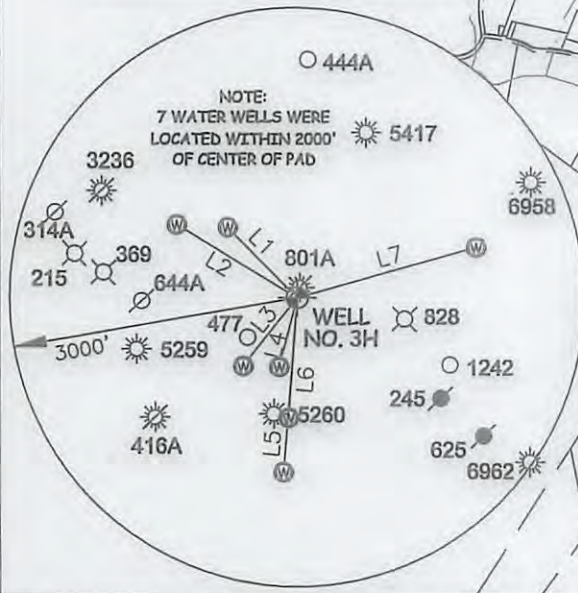 444A
NOTE:
7 WATER WELLS WERE
LOCATED WITHIN 2000'
OF CENTER OF PAD
5417
3236
6958
314A
L1
L2
L7
215
369
801A
644A
477
L3
L4
WELL
NO. 3H
828
3000'
5259
L6
1242
245
416A
5260
L5
625
6962
W
W
W
W
W
W
W